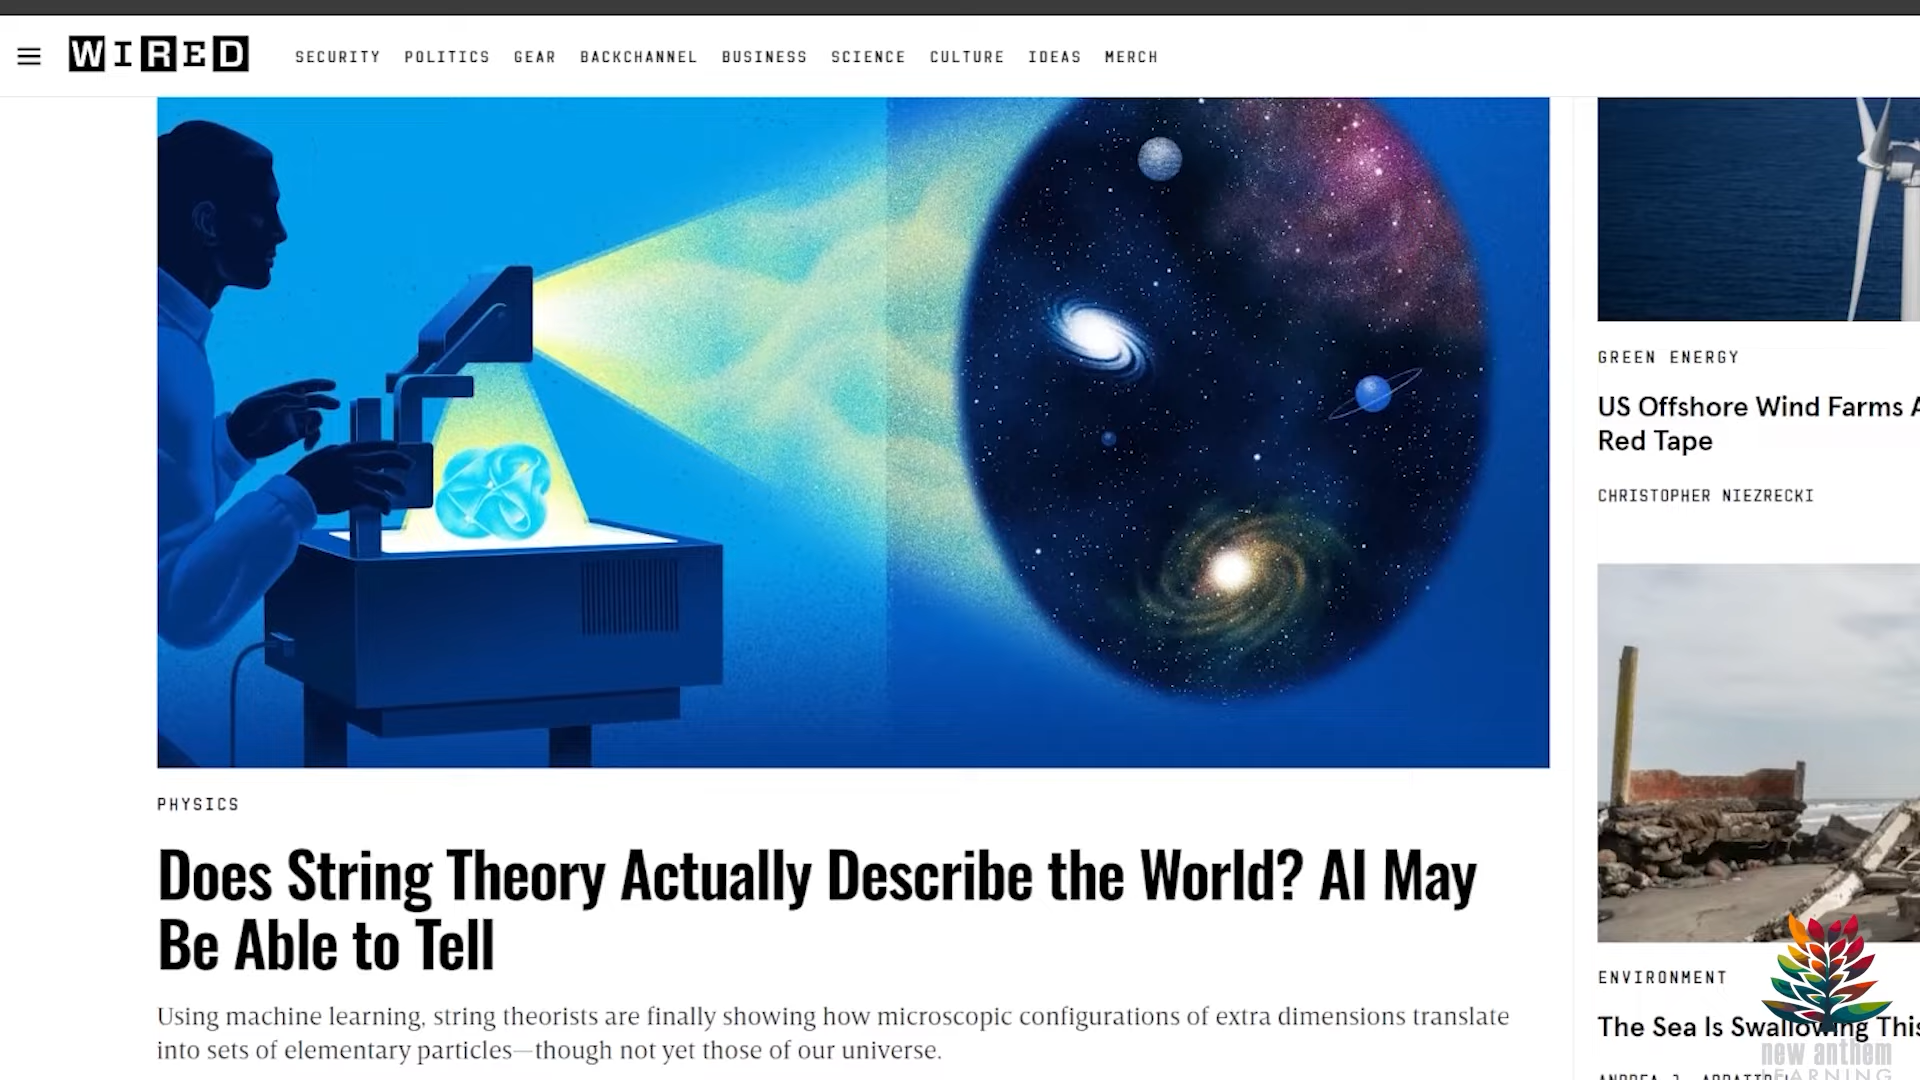 WIRED
SECURITY POLITICS GEAR BACKCHANNEL BUSINESS SCIENCE CULTURE IDEAS MERCH
PHYSICS
Does String Theory Actually Describe the World? AI May
Be Able to Tell
Using machine learning, string theorists are finally showing how microscopic configurations of extra dimensions translate
into sets of elementary particles—though not yet those of our universe.
GREEN ENERGY
US Offshore Wind Farms
Red Tape
CHRISTOPHER NIEZRECKI
ENVIRONMENT
The Sea Is Swallowing This
new anthem
LEARNING